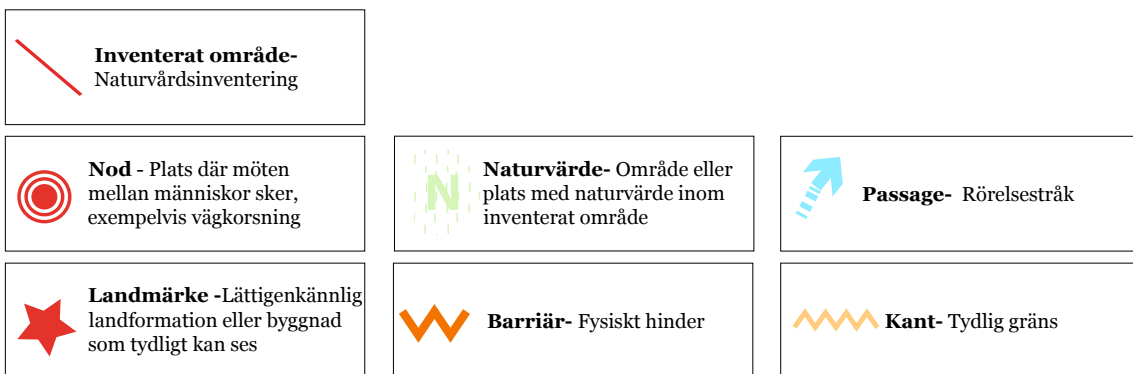 Inventerat område-
Naturvårdsinventering
Nod - Plats där möten
mellan människor sker,
exempelvis vägkorsning
N
Naturvärde- Område eller
plats med naturvärde inom
inventerat område
Passage- Rörelsestråk
Landmärke -Lättigenkännlig
landformation eller byggnad
som tydligt kan ses
Barriär- Fysiskt hinder
Kant- Tydlig gräns